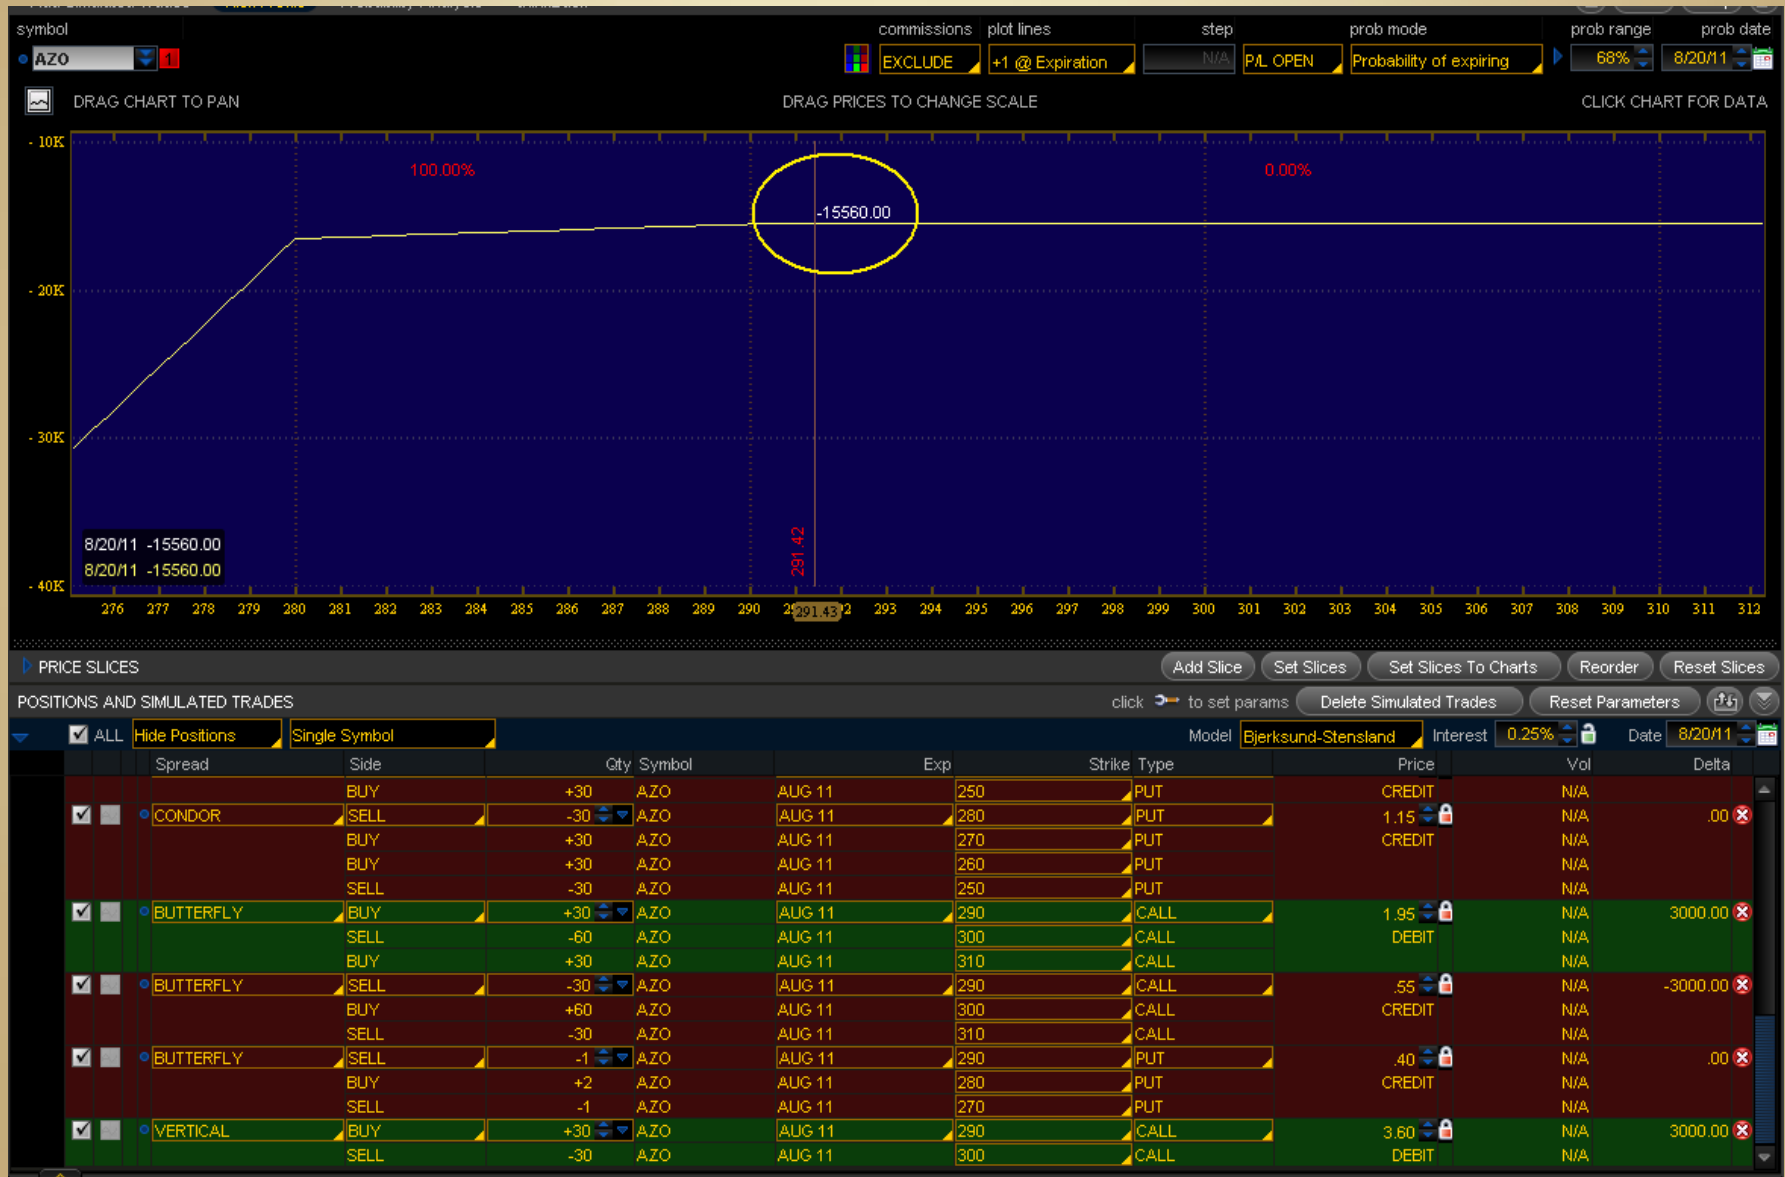 symbol commissions plot lines step prob mode prob range prob date
AZO 1 EXCLUDE +1 @ Expiration N/A P/L OPEN Probability of expiring 68% 8/20/11
DRAG CHART TO PAN DRAG PRICES TO CHANGE SCALE CLICK CHART FOR DATA
- 10K
100.00% 0.00%
-15560.00
- 20K
- 30K
291.42
8/20/11 -15560.00
8/20/11 -15560.00
- 40K
276 277 278 279 280 281 282 283 284 285 286 287 288 289 290 291.43 293 294 295 296 297 298 299 300 301 302 303 304 305 306 307 308 309 310 311 312
PRICE SLICES Add Slice Set Slices Set Slices To Charts Reorder Reset Slices
POSITIONS AND SIMULATED TRADES click to set params Delete Simulated Trades Reset Parameters
ALL Hide Positions Single Symbol Model Bjerksund-Stensland Interest 0.25% Date 8/20/11
Spread Side Qty Symbol Exp Strike Type Price Vol Delta
BUY +30 AZO AUG 11 250 PUT CREDIT N/A
CONDOR SELL -30 AZO AUG 11 280 PUT 1.15 N/A .00
BUY +30 AZO AUG 11 270 PUT CREDIT N/A
BUY +30 AZO AUG 11 260 PUT N/A
SELL -30 AZO AUG 11 250 PUT N/A
BUTTERFLY BUY +30 AZO AUG 11 290 CALL 1.95 N/A 3000.00
SELL -60 AZO AUG 11 300 CALL DEBIT N/A
BUY +30 AZO AUG 11 310 CALL N/A
BUTTERFLY SELL -30 AZO AUG 11 290 CALL .55 N/A -3000.00
BUY +60 AZO AUG 11 300 CALL CREDIT N/A
SELL -30 AZO AUG 11 310 CALL N/A
BUTTERFLY SELL -1 AZO AUG 11 290 PUT .40 N/A .00
BUY +2 AZO AUG 11 280 PUT CREDIT N/A
SELL -1 AZO AUG 11 270 PUT N/A
VERTICAL BUY +30 AZO AUG 11 290 CALL 3.60 N/A 3000.00
SELL -30 AZO AUG 11 300 CALL DEBIT N/A